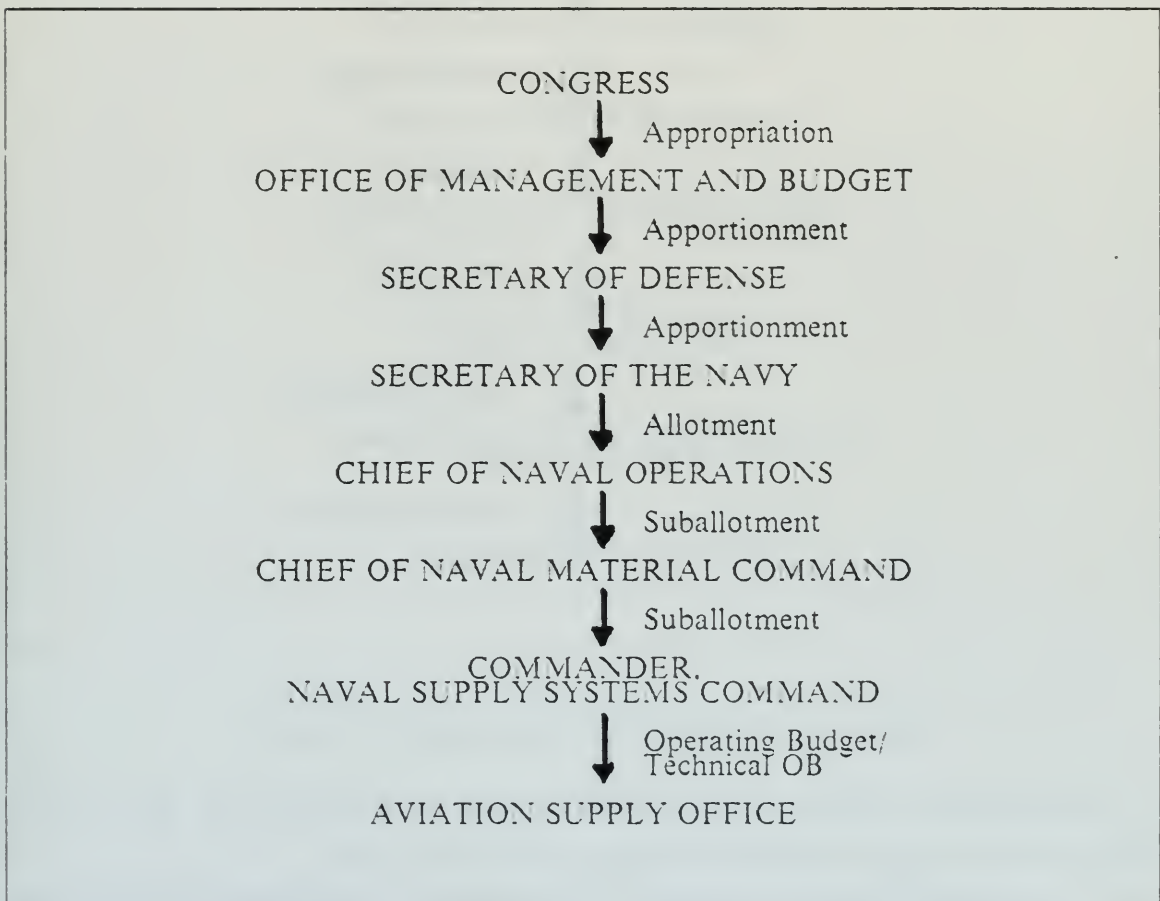 CONGRESS
Appropriation
OFFICE OF MANAGEMENT AND BUDGET
Apportionment
SECRETARY OF DEFENSE
Apportionment
SECRETARY OF THE NAVY
Allotment
CHIEF OF NAVAL OPERATIONS
Suballotment
CHIEF OF NAVAL MATERIAL COMMAND
Suballotment
COMMANDER,
NAVAL SUPPLY SYSTEMS COMMAND
Operating Budget/
Technical OB
AVIATION SUPPLY OFFICE